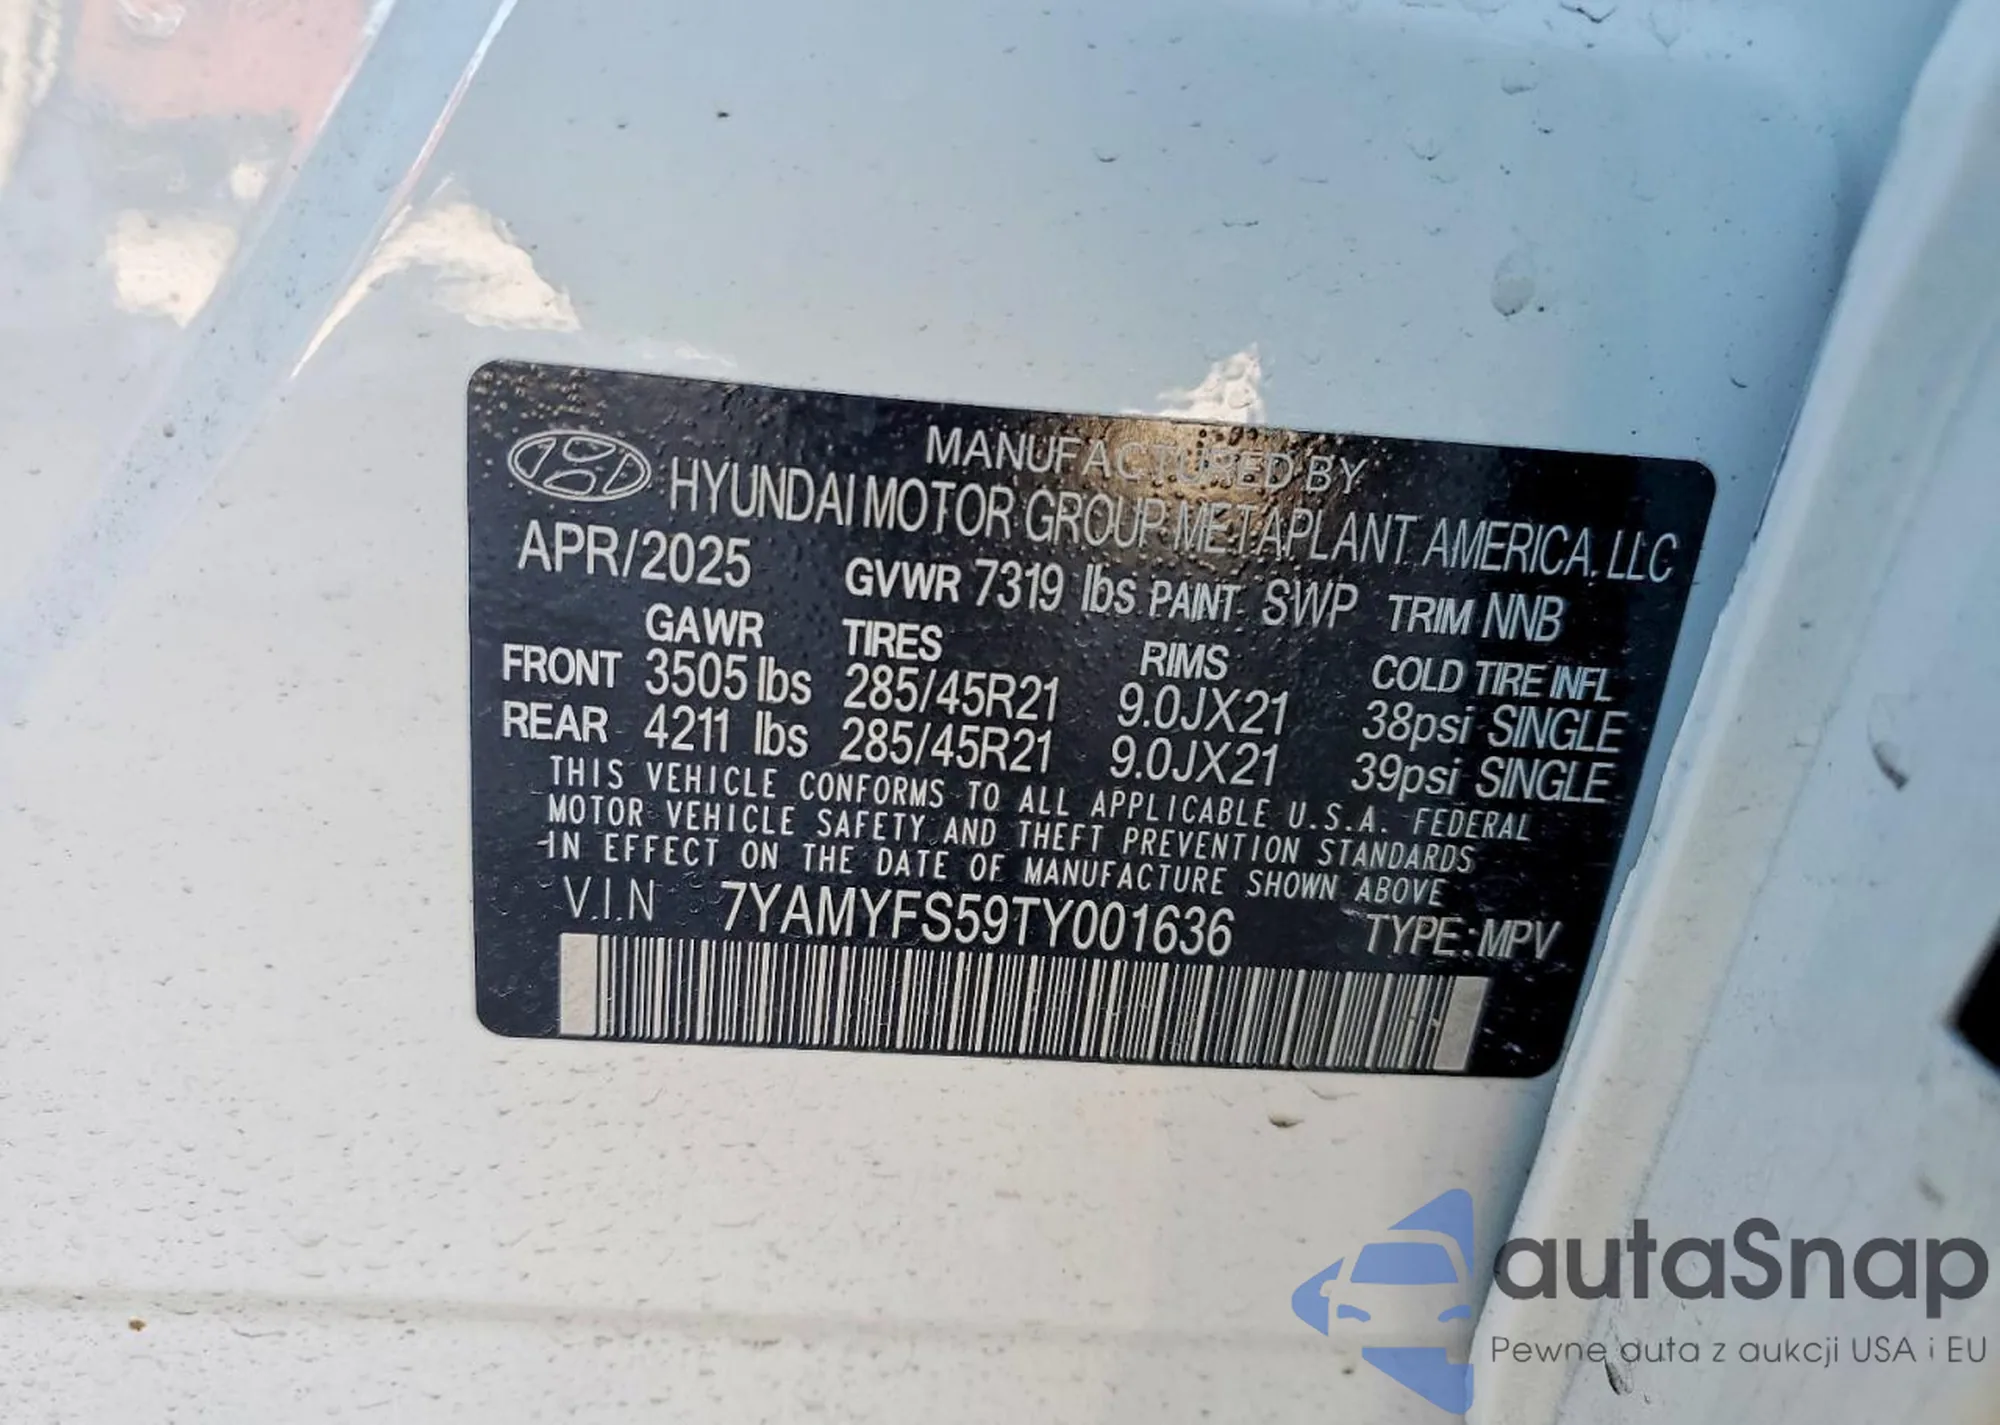 MANUFACTURED BY
HYUNDAI MOTOR GROUP METAPLANT AMERICA, LLC
APR/2025 GVWR 7319 lbs PAINT SWP TRIM NNB
GAWR TIRES RIMS COLD TIRE INFL
FRONT 3505 lbs 285/45R21 9.0JX21 38psi SINGLE
REAR 4211 lbs 285/45R21 9.0JX21 39psi SINGLE
THIS VEHICLE CONFORMS TO ALL APPLICABLE U.S.A. FEDERAL
MOTOR VEHICLE SAFETY AND THEFT PREVENTION STANDARDS
IN EFFECT ON THE DATE OF MANUFACTURE SHOWN ABOVE
V.I.N 7YAMYFS59TY001636 TYPE: MPV
autaSnap
Pewne auta z aukcji USA i EU